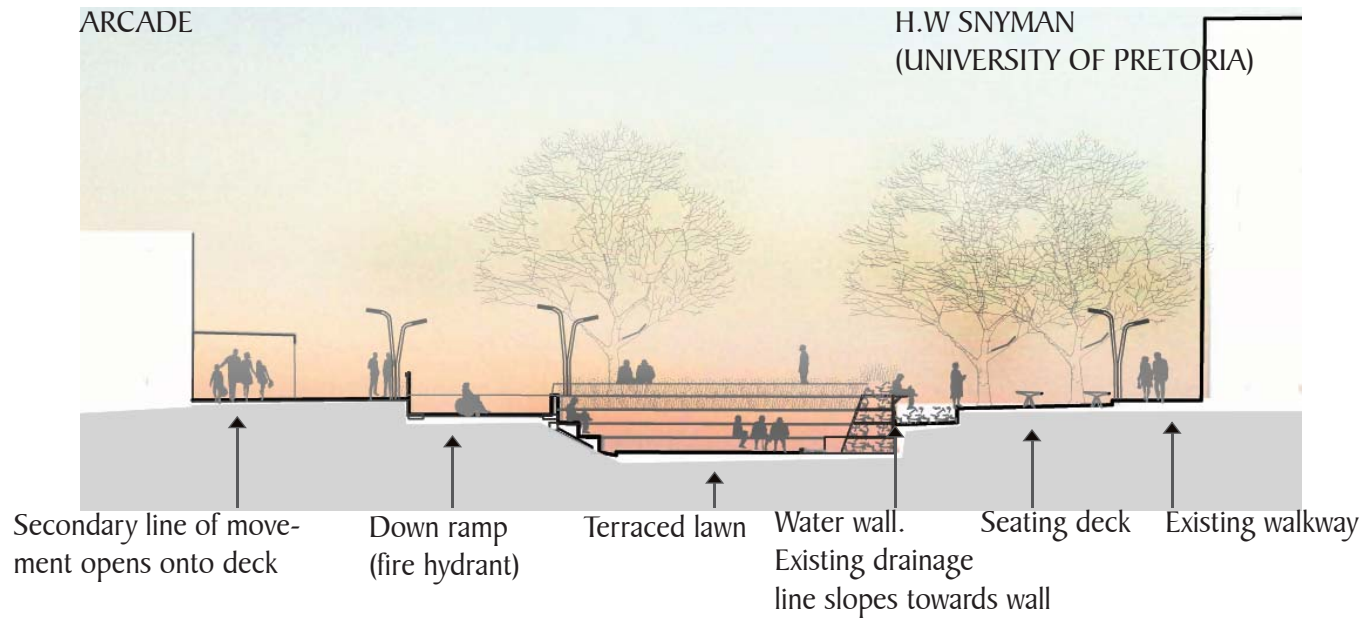 ARCADE
H.W SNYMAN
(UNIVERSITY OF PRETORIA)
Secondary line of move-
ment opens onto deck
Down ramp
(fire hydrant)
Terraced lawn
Water wall.
Existing drainage
line slopes towards wall
Seating deck
Existing walkway